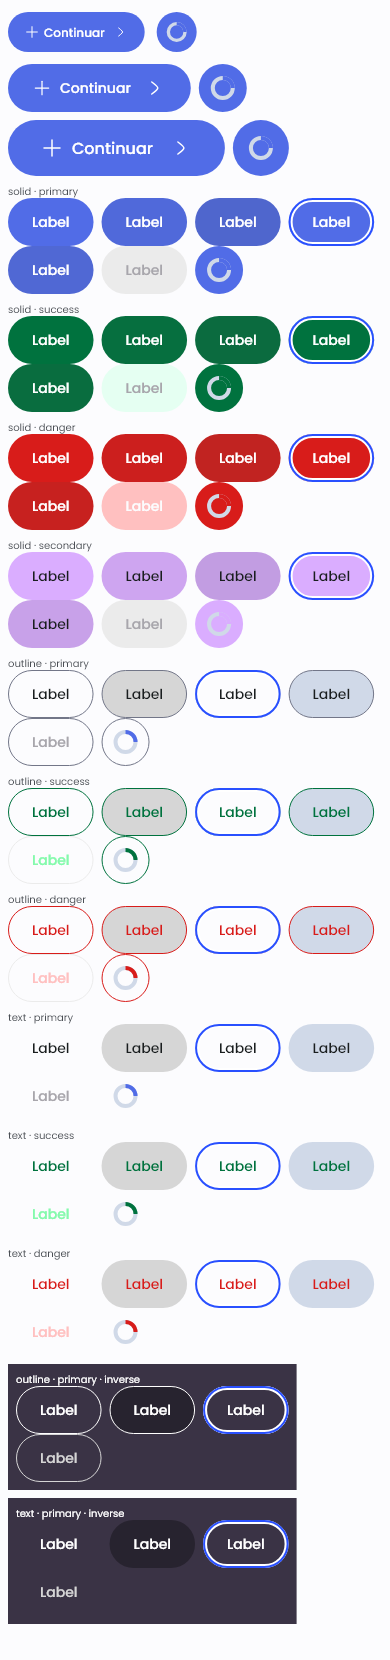 Continuar
Continuar
Continuar
solid · primary
Label Label Label Label
Label Label
solid · success
Label Label Label Label
Label Label
solid · danger
Label Label Label Label
Label Label
solid · secondary
Label Label Label Label
Label Label
outline · primary
Label Label Label Label
Label
outline · success
Label Label Label Label
Label
outline · danger
Label Label Label Label
Label
text · primary
Label Label Label Label
Label
text · success
Label Label Label Label
Label
text · danger
Label Label Label Label
Label
outline · primary · inverse
Label Label Label
Label
text · primary · inverse
Label Label Label
Label